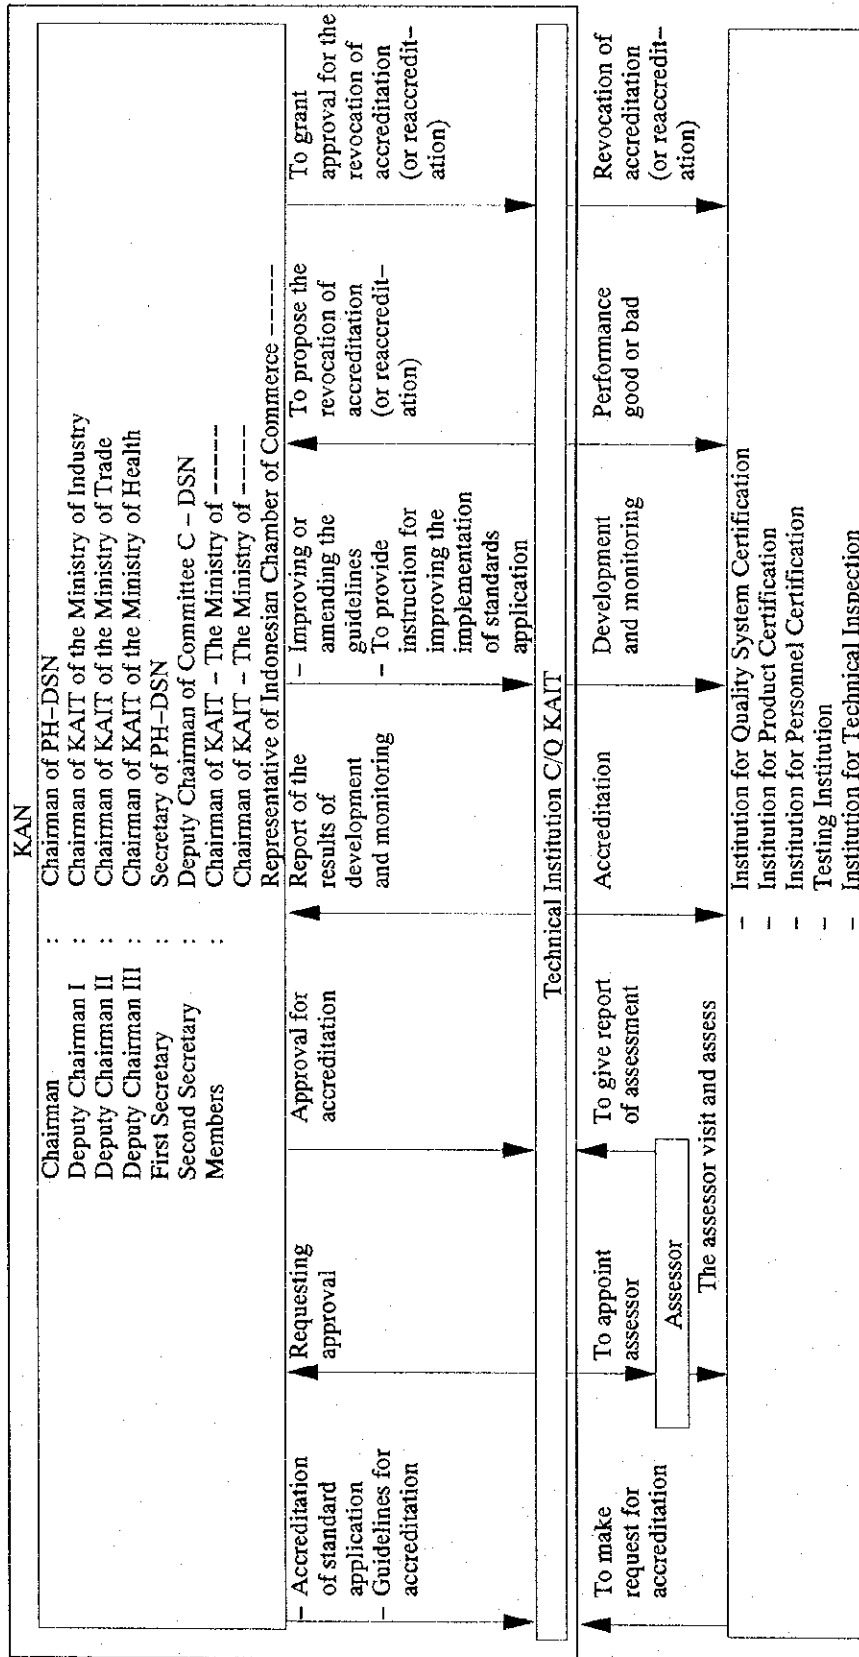 KAN
Chairman : Chairman of PH-DSN
Deputy Chairman I : Chairman of KAIT of the Ministry of Industry
Deputy Chairman II : Chairman of KAIT of the Ministry of Trade
Deputy Chairman III : Chairman of KAIT of the Ministry of Health
First Secretary : Secretary of PH-DSN
Second Secretary : Deputy Chairman of Committee C - DSN
Members : Chairman of KAIT - The Ministry of -----
Chairman of KAIT - The Ministry of -----
Representative of Indonesian Chamber of Commerce -----
- Accreditation
of standard
application
- Guidelines for
accreditation
Requesting
approval
Approval for
accreditation
Report of the
results of
development
and monitoring
- Improving or
amending the
guidelines
- To provide
instruction for
improving the
implementation
of standards
application
To propose the
revocation of
accreditation
(or reaccredit-
ation)
To grant
approval for the
revocation of
accreditation
(or reaccredit-
ation)
Technical Institution C/Q KAIT
To make
request for
accreditation
To appoint
assessor
To give report
of assessment
Accreditation
Development
and monitoring
Performance
good or bad
Revocation of
accreditation
(or reaccredit-
ation)
Assessor
The assessor visit and assess
- Institution for Quality System Certification
- Institution for Product Certification
- Institution for Personnel Certification
- Testing Institution
- Institution for Technical Inspection